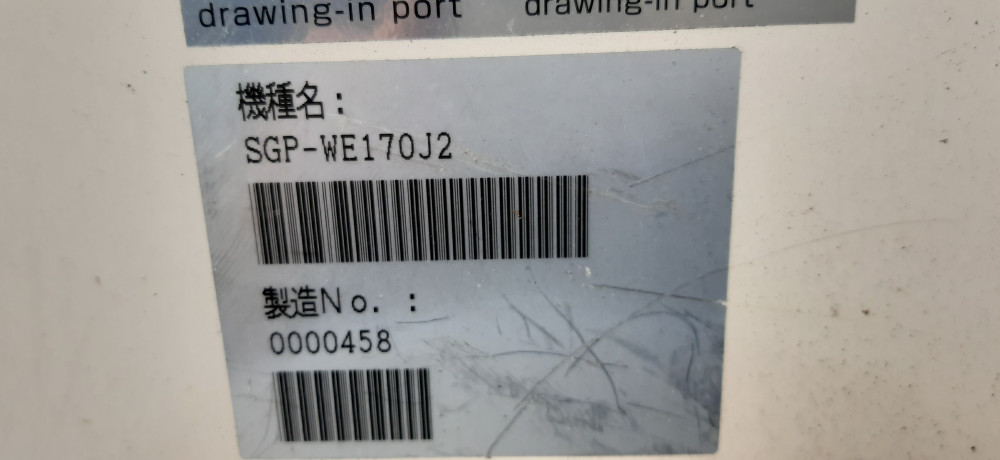 drawing-in port drawing-in port
機種名：
SGP-WE170J2
製造No. ：
0000458